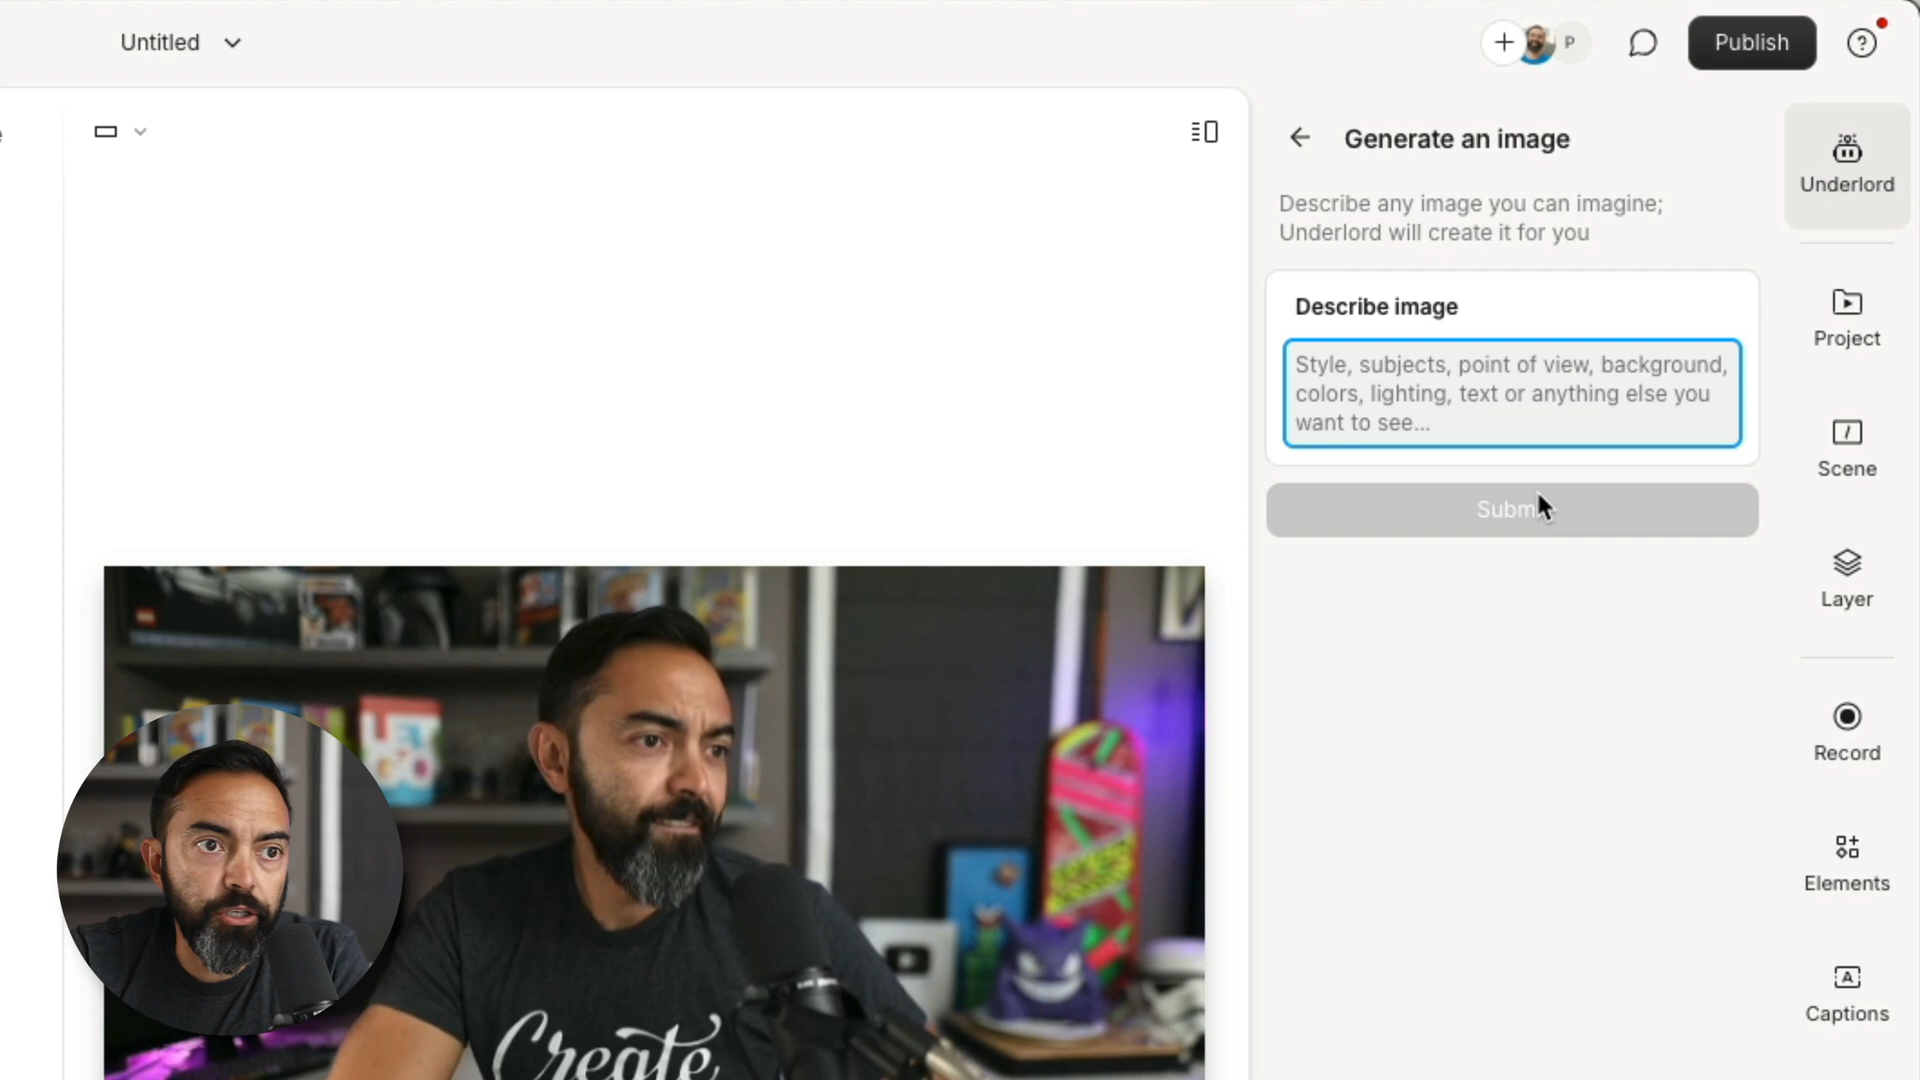 Untitled
P
Publish
Generate an image
Describe any image you can imagine;
Underlord will create it for you
Describe image
Style, subjects, point of view, background,
colors, lighting, text or anything else you
want to see...
Subm
Underlord
Project
Scene
Layer
Record
Elements
A
Captions
Create